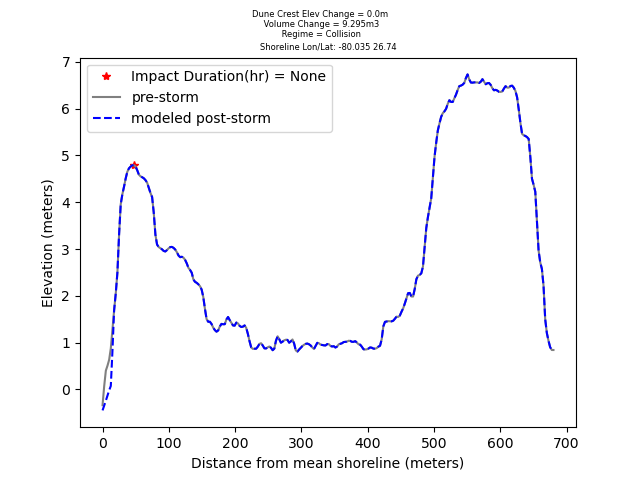 Dune Crest Elev Change = 0.0m
Volume Change = 9.295m3
Regime = Collision
Shoreline Lon/Lat: -80.035 26.74
7
6
5
4
3
2
1
0
Elevation (meters)
Impact Duration(hr) = None
pre-storm
modeled post-storm
0 100 200 300 400 500 600 700
Distance from mean shoreline (meters)